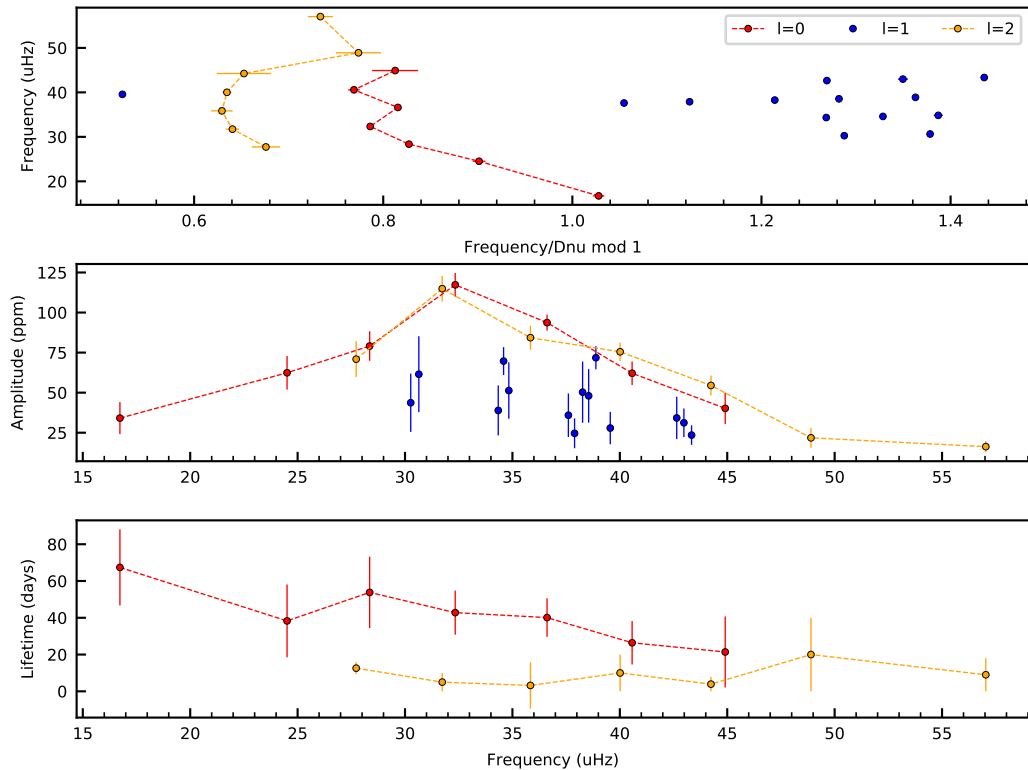 l=0 l=1 l=2
Frequency (uHz)
50
40
30
20
0.6 0.8 1.0 1.2 1.4
Frequency/Dnu mod 1
Amplitude (ppm)
125
100
75
50
25
15 20 25 30 35 40 45 50 55
Lifetime (days)
80
60
40
20
0
15 20 25 30 35 40 45 50 55
Frequency (uHz)